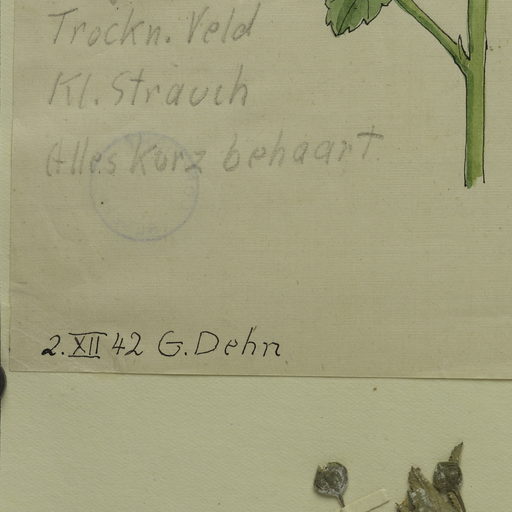 Trockn. Veld
Kl. Strauch
Alles Kurz behaart
2. XII 42 G. Dehn